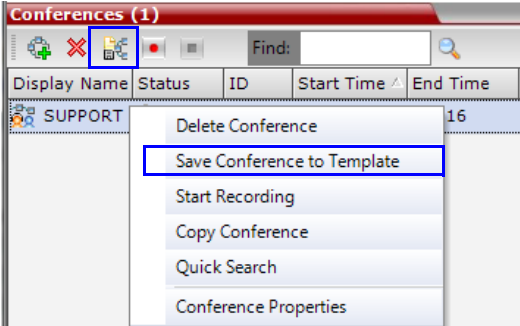 Conferences (1)
Find:
Display Name Status ID Start Time End Time
SUPPORT 16
Delete Conference
Save Conference to Template
Start Recording
Copy Conference
Quick Search
Conference Properties